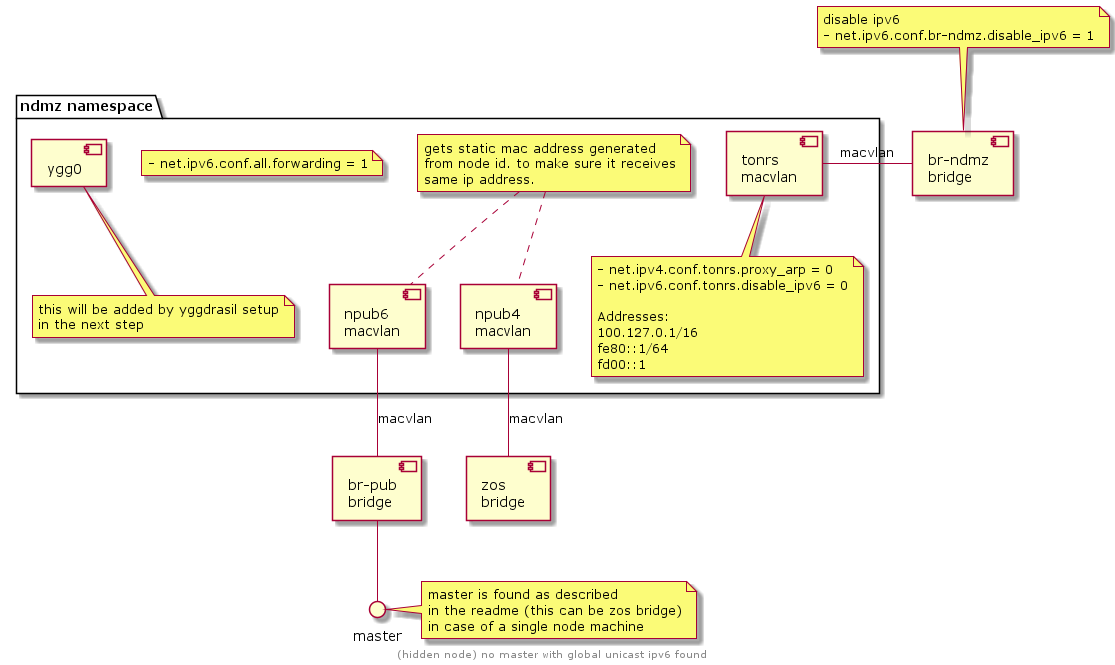 disable ipv6
- net.ipv6.conf.br-ndmz.disable_ipv6 = 1
ndmz namespace
ygg0
- net.ipv6.conf.all.forwarding = 1
gets static mac address generated
from node id. to make sure it receives
same ip address.
tonrs
macvlan
macvlan
br-ndmz
bridge
this will be added by yggdrasil setup
in the next step
npub6
macvlan
npub4
macvlan
- net.ipv4.conf.tonrs.proxy_arp = 0
- net.ipv6.conf.tonrs.disable_ipv6 = 0
Addresses:
100.127.0.1/16
fe80::1/64
fd00::1
macvlan
macvlan
br-pub
bridge
zos
bridge
master is found as described
in the readme (this can be zos bridge)
in case of a single node machine
master
(hidden node) no master with global unicast ipv6 found